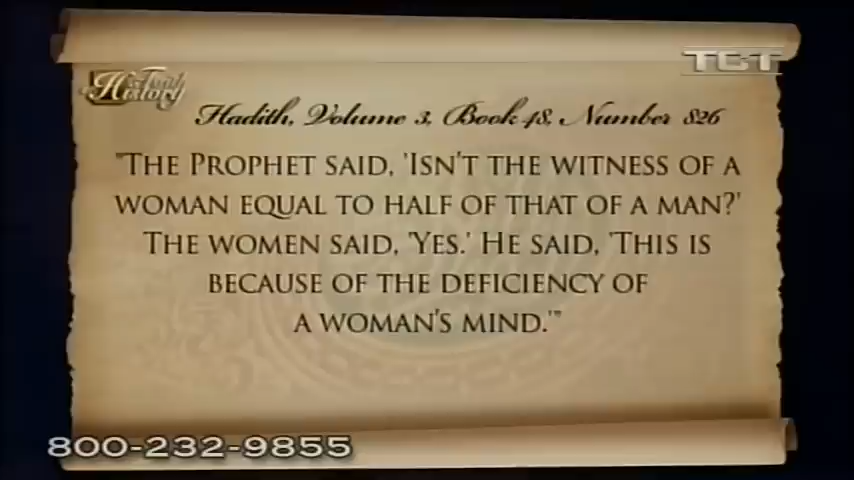 TCT
Faith
History
Hadith, Volume 3, Book 48, Number 826
"THE PROPHET SAID, 'ISN'T THE WITNESS OF A
WOMAN EQUAL TO HALF OF THAT OF A MAN?'
THE WOMEN SAID, 'YES.' HE SAID, 'THIS IS
BECAUSE OF THE DEFICIENCY OF
A WOMAN'S MIND.'"
800-232-9855